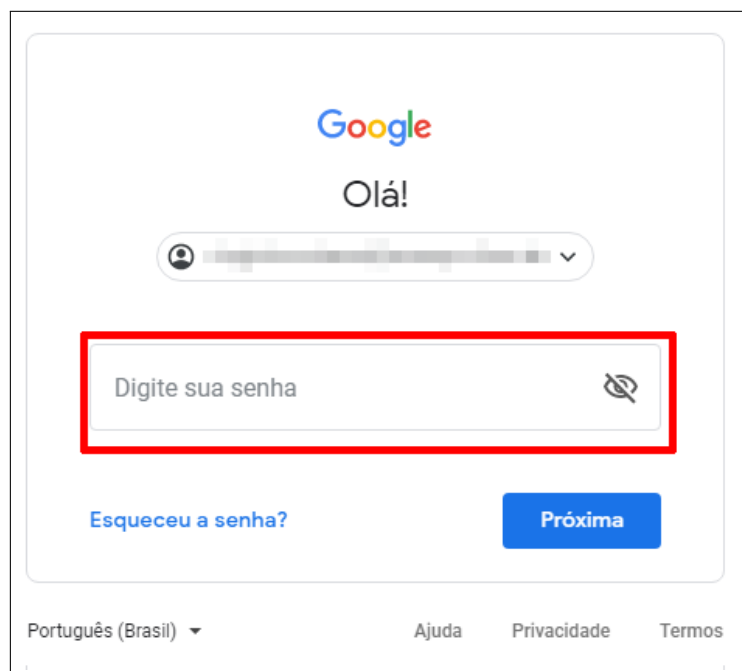 Google
Olá!
Digite sua senha
Esqueceu a senha? Próxima
Português (Brasil) Ajuda Privacidade Termos